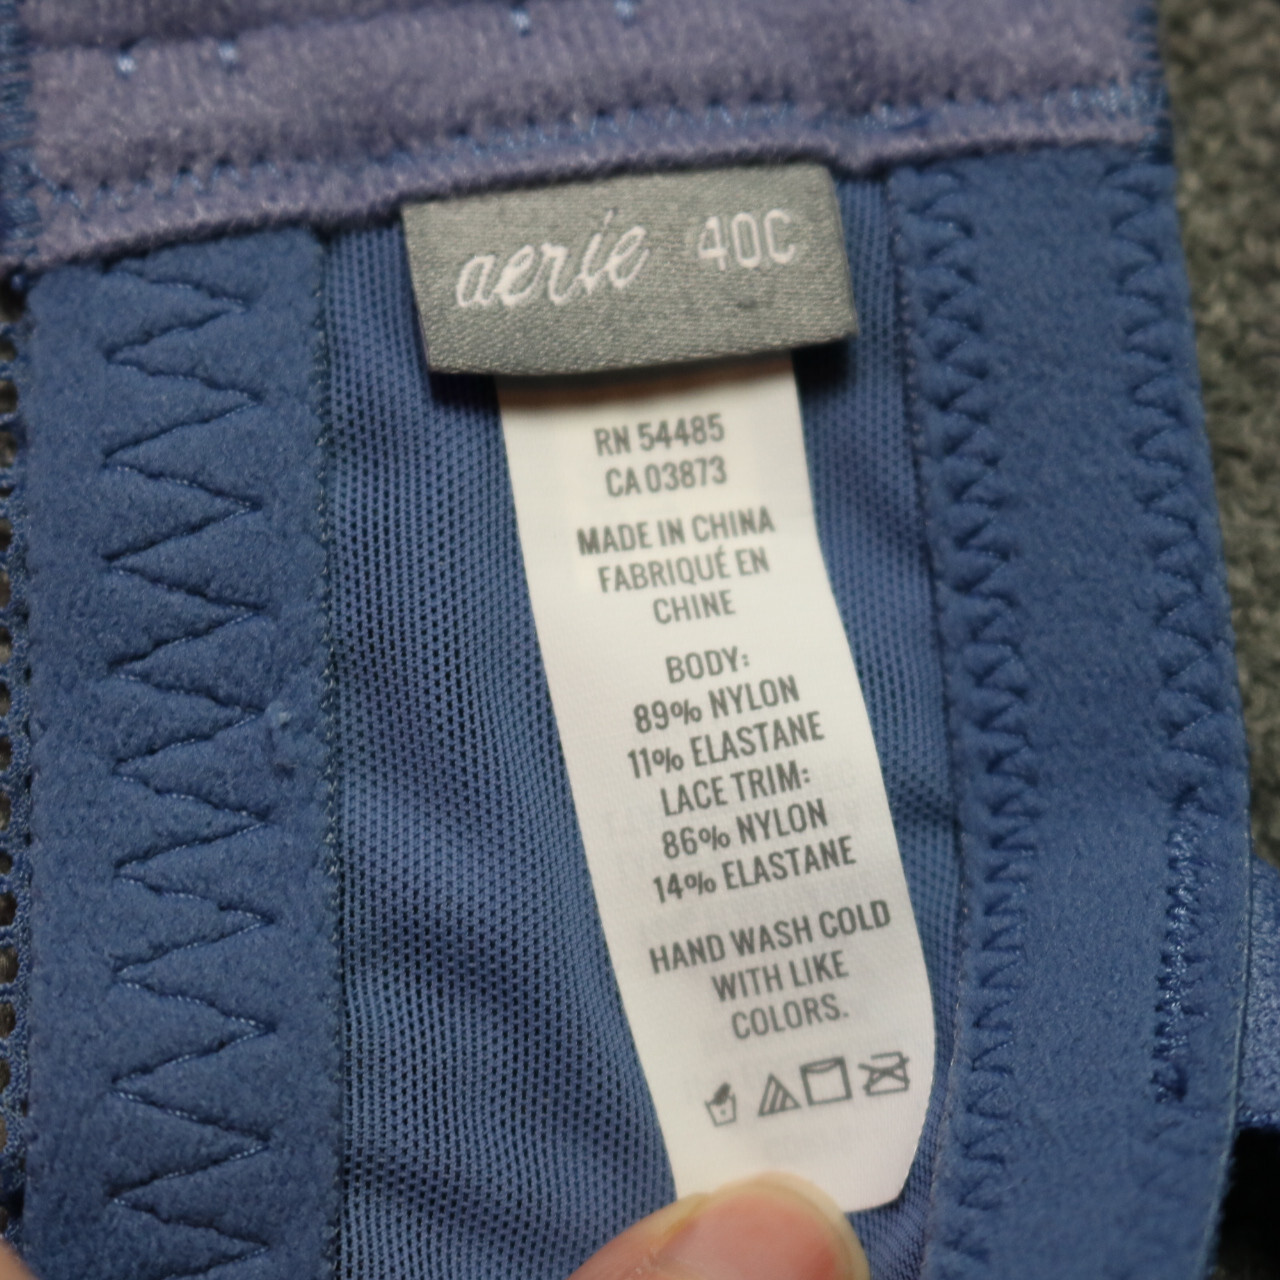 aerie 40C
RN 54485
CA 03873
MADE IN CHINA
FABRIQUÉ EN
CHINE
BODY:
89% NYLON
11% ELASTANE
LACE TRIM:
86% NYLON
14% ELASTANE
HAND WASH COLD
WITH LIKE
COLORS.